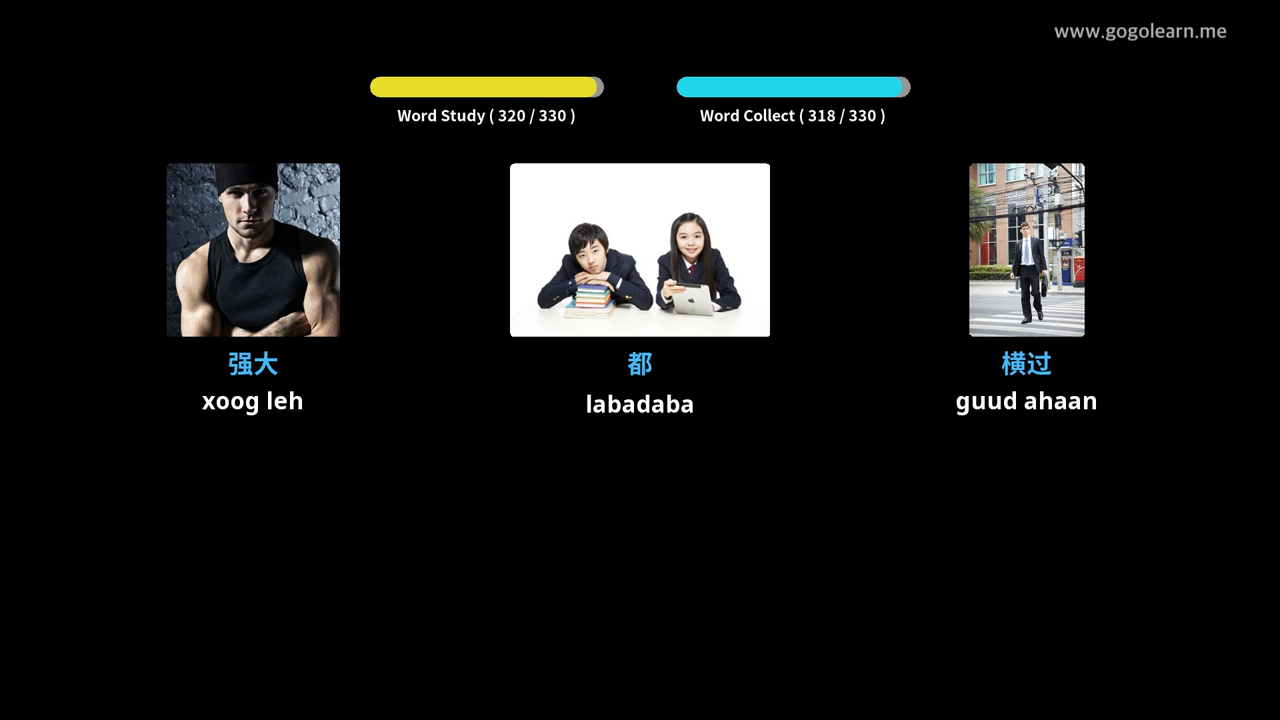 www.gogolearn.me
Word Study ( 320 / 330 )
Word Collect ( 318 / 330 )
强大
都
横过
xoog leh
labadaba
guud ahaan